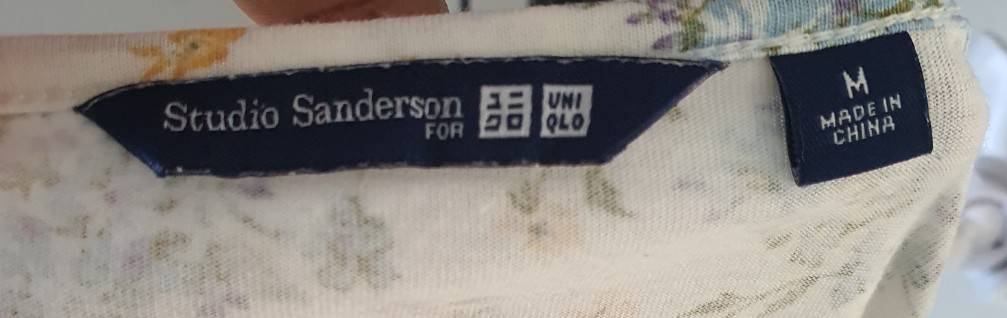 Studio Sanderson
FOR
ユニ
クロ
UNI
QLO
M
MADE IN
CHINA